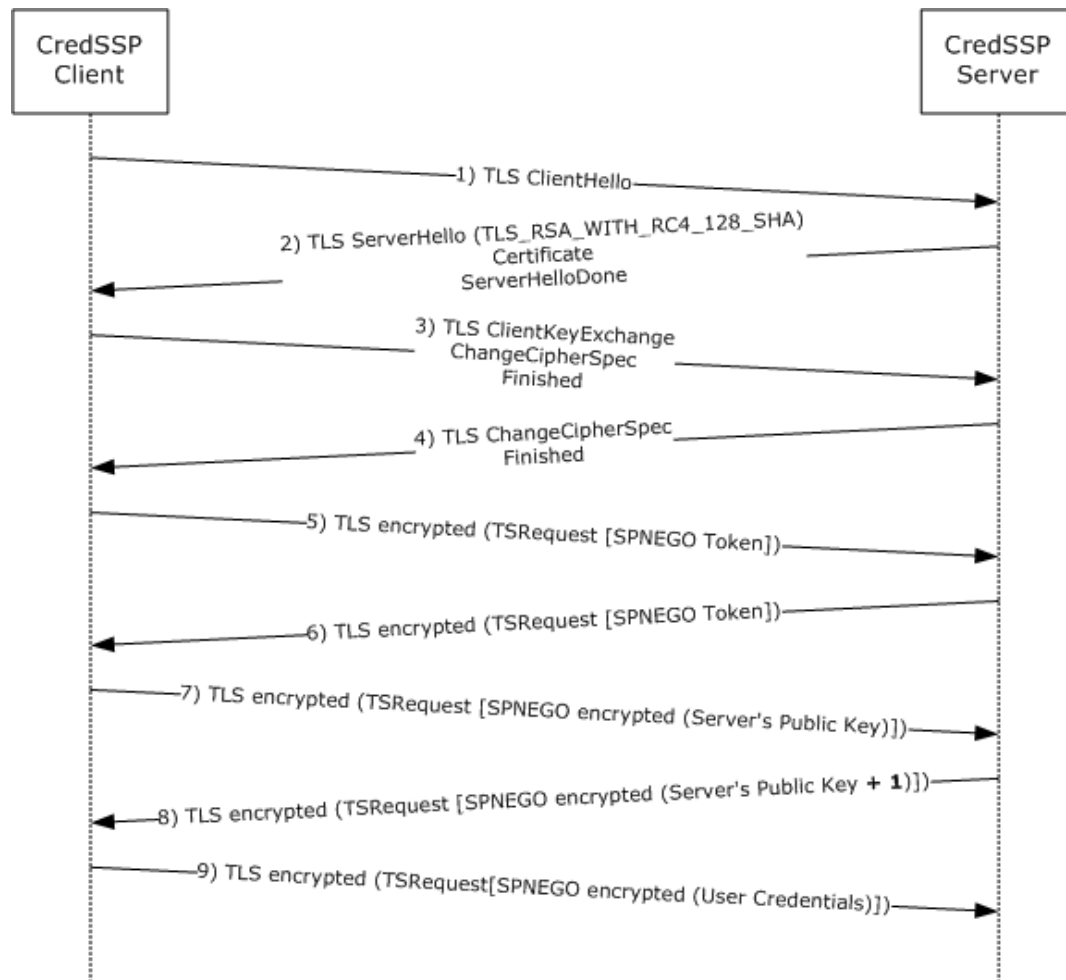 CredSSP
Client
CredSSP
Server
1) TLS ClientHello
2) TLS ServerHello (TLS_RSA_WITH_RC4_128_SHA)
Certificate
ServerHelloDone
3) TLS ClientKeyExchange
ChangeCipherSpec
Finished
4) TLS ChangeCipherSpec
Finished
5) TLS encrypted (TSRequest [SPNEGO Token])
6) TLS encrypted (TSRequest [SPNEGO Token])
7) TLS encrypted (TSRequest [SPNEGO encrypted (Server's Public Key)])
8) TLS encrypted (TSRequest [SPNEGO encrypted (Server's Public Key + 1)])
9) TLS encrypted (TSRequest[SPNEGO encrypted (User Credentials)])